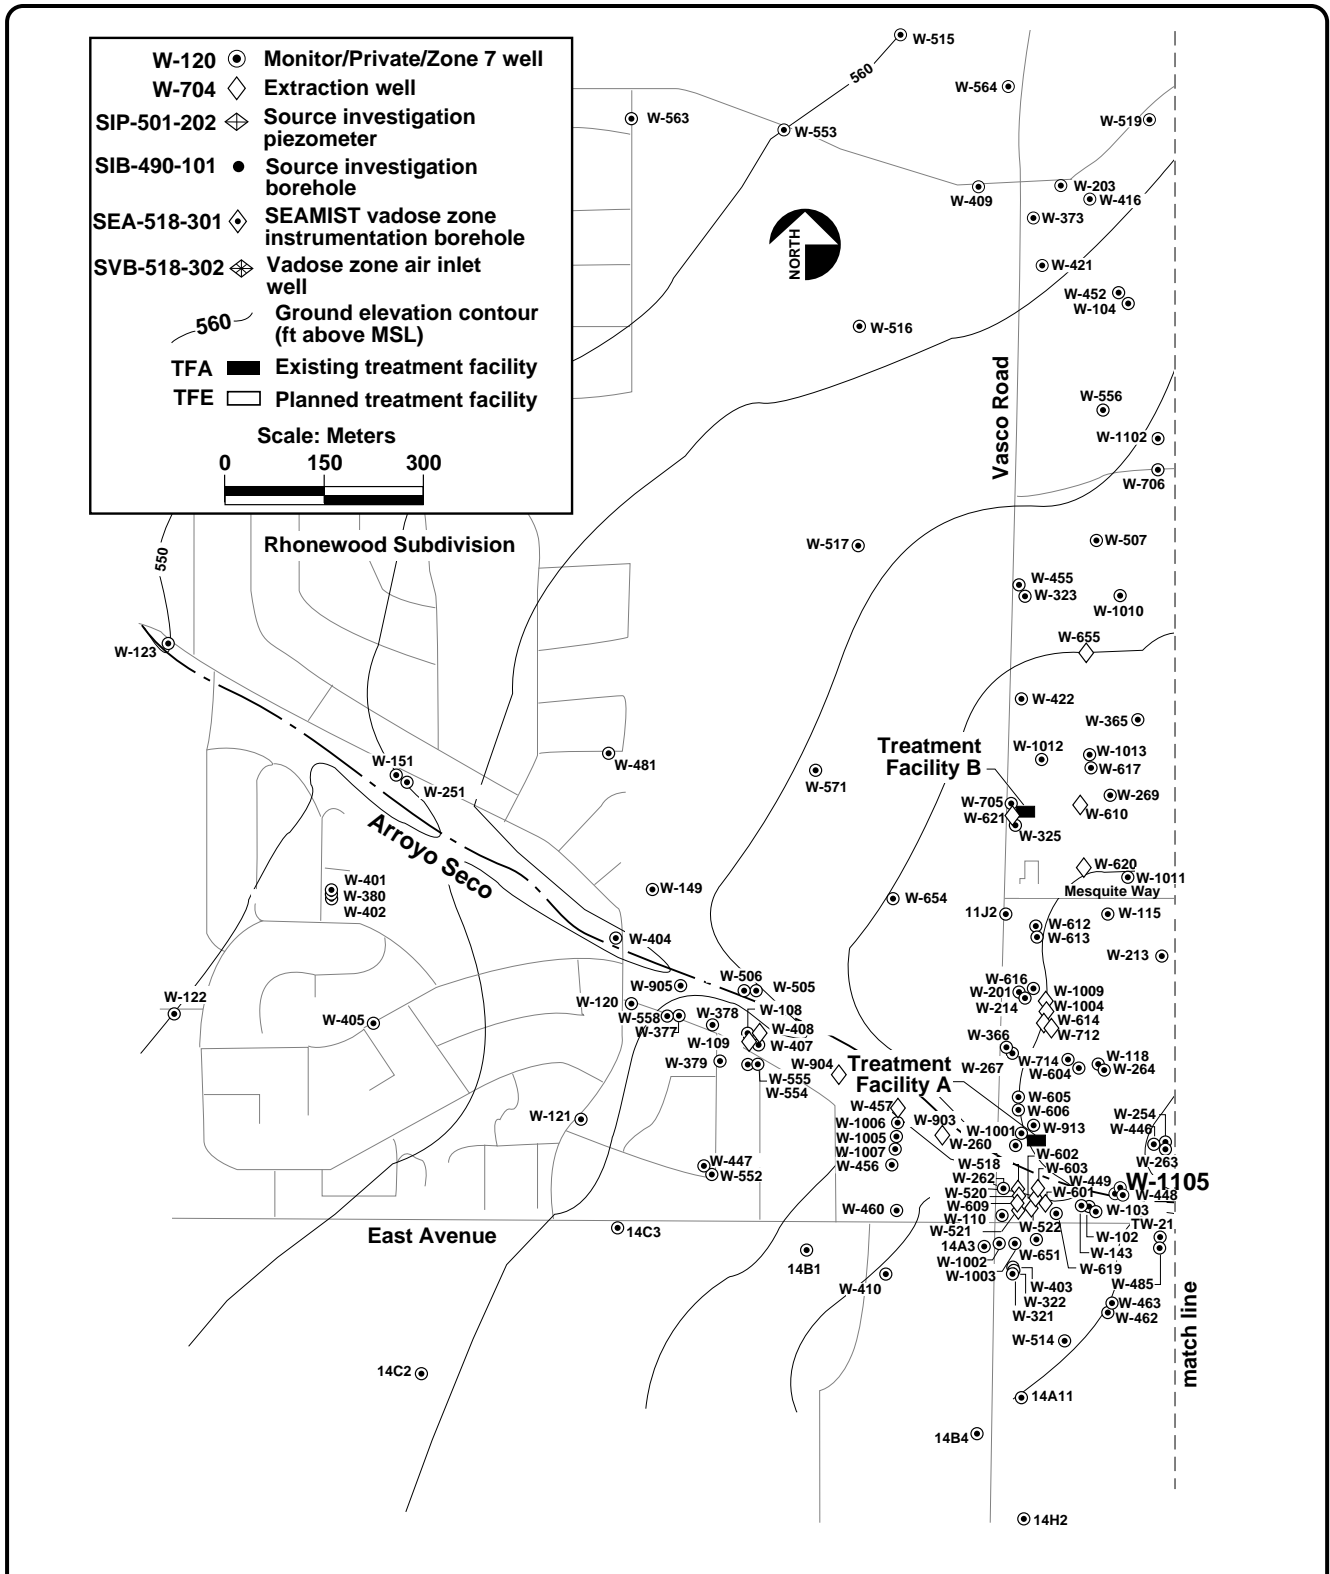 W-120 Monitor/Private/Zone 7 well
W-704 Extraction well
SIP-501-202 Source investigation
piezometer
SIB-490-101 Source investigation
borehole
SEA-518-301 SEAMIST vadose zone
instrumentation borehole
SVB-518-302 Vadose zone air inlet
well
560 Ground elevation contour
(ft above MSL)
TFA Existing treatment facility
TFE Planned treatment facility
Scale: Meters
0 150 300
W-515
560
W-564
W-563
W-519
W-553
W-203
W-409
W-416
W-373
NORTH
W-421
W-452
W-104
W-516
Vasco Road
W-556
W-1102
W-706
Rhonewood Subdivision
550
W-517
W-507
W-455
W-323
W-1010
W-655
W-123
W-422
W-365
Treatment
Facility B
W-1012
W-1013
W-617
W-151
W-481
W-251
W-571
W-269
W-705
W-621
W-610
W-325
Arroyo Seco
W-620
W-1011
W-401
W-380
W-402
W-149
Mesquite Way
W-654
11J2
W-115
W-612
W-613
W-404
W-213
W-506
W-905
W-505
W-616
W-201
W-214
W-1009
W-1004
W-614
W-712
W-122
W-120
W-405
W-558
W-377
W-378
W-108
W-408
W-109
W-407
W-366
W-379
W-904
Treatment
Facility A
W-267
W-714
W-604
W-118
W-264
W-555
W-554
W-457
W-605
W-606
W-121
W-1006
W-903
W-913
W-254
W-446
W-1005
W-1001
W-260
W-1007
W-456
W-602
W-263
W-447
W-552
W-518
W-603
W-262
W-449
W-1105
W-520
W-601
W-448
W-609
W-460
W-110
W-103
W-521
W-522
TW-21
East Avenue
14C3
W-102
14A3
W-651
W-143
W-1002
14B1
W-619
W-1003
W-410
W-403
W-485
W-322
W-463
W-321
W-462
W-514
match line
14C2
14A11
14B4
14H2